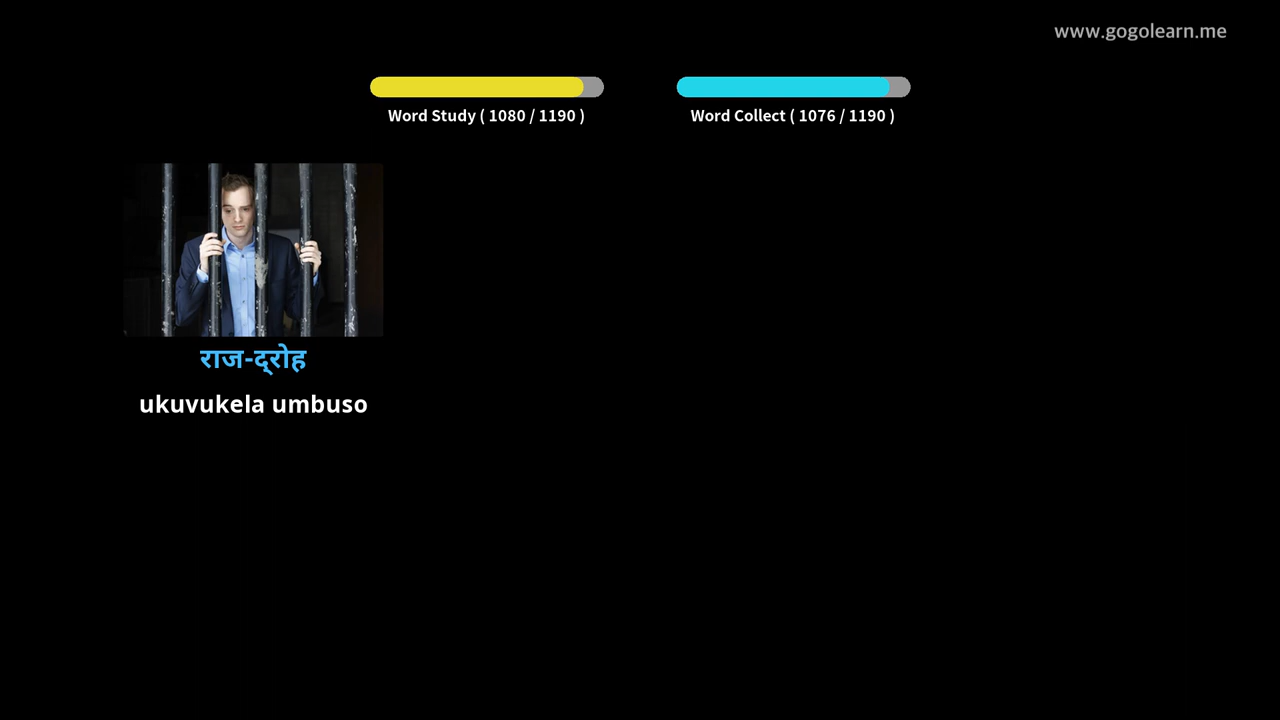 www.gogolearn.me
Word Study ( 1080 / 1190 )
Word Collect ( 1076 / 1190 )
राज-द्रोह
ukuvukela umbuso